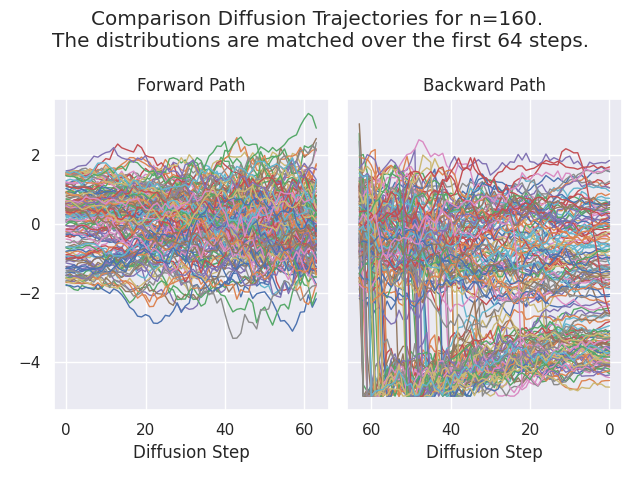 Comparison Diffusion Trajectories for n=160.
The distributions are matched over the first 64 steps.
Forward Path
Backward Path
2
0
−2
−4
0 20 40 60
60 40 20 0
Diffusion Step
Diffusion Step